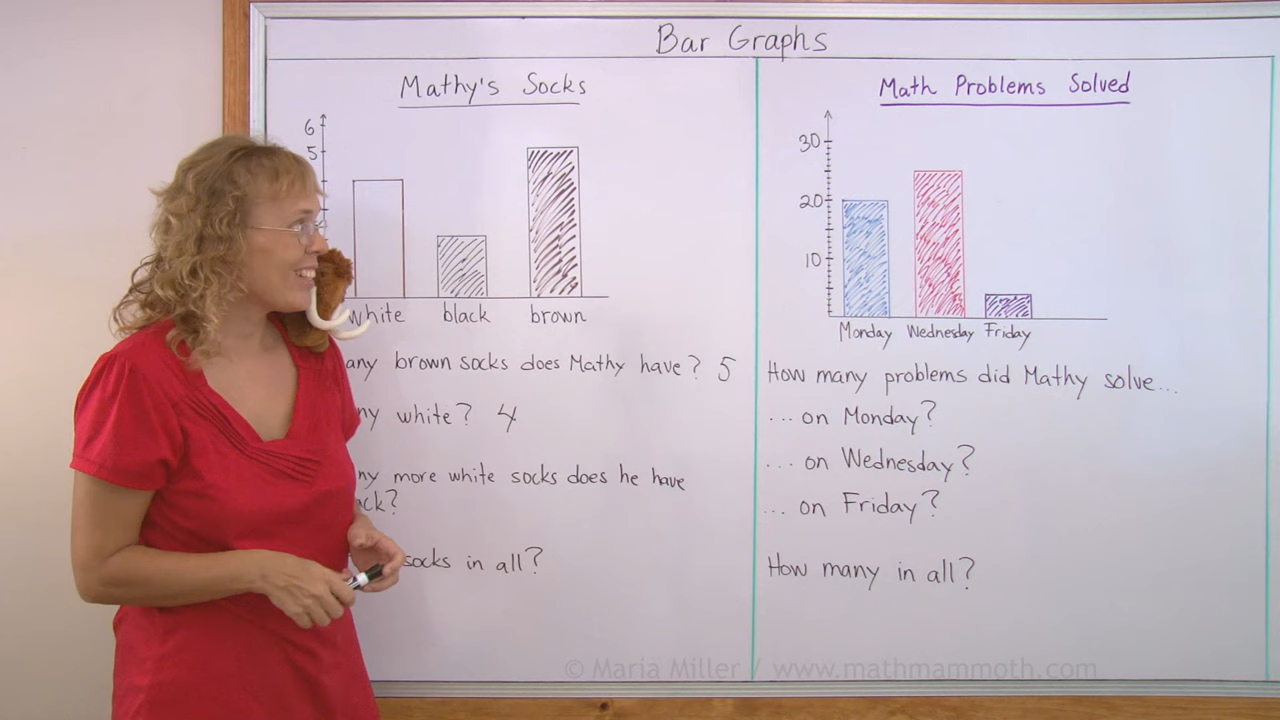 Bar Graphs
Mathy's Socks
6
5
white black brown
any brown socks does Mathy have? 5
ny white? 4
ny more white socks does he have
ack?
socks in all?
Math Problems Solved
30
20
10
Monday Wednesday Friday
How many problems did Mathy solve...
... on Monday?
... on Wednesday?
... on Friday?
How many in all?
© Maria Miller / www.mathmammoth.com